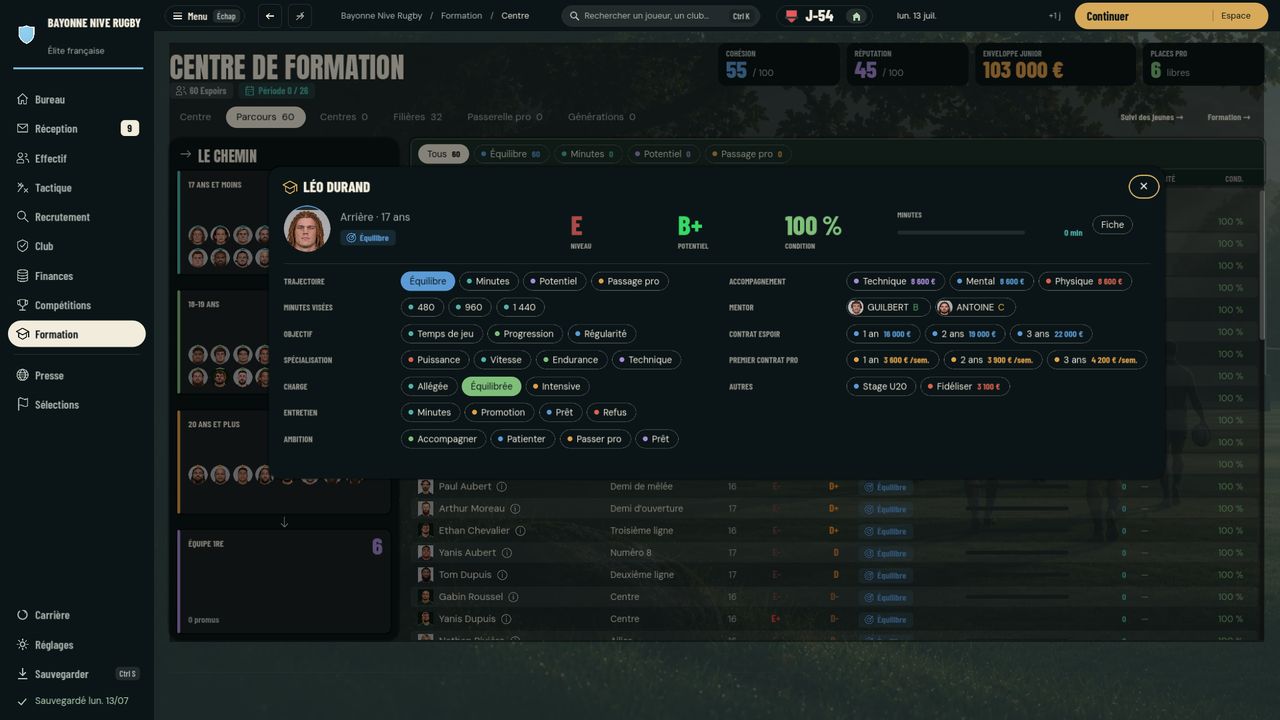 BAYONNE NIVE RUGBY
Élite française
Menu Échap
Bayonne Nive Rugby / Formation / Centre
Rechercher un joueur, un club... Ctrl K
J-54
lun. 13 juil.
+1 j
Continuer Espace
Bureau
Réception 9
Effectif
Tactique
Recrutement
Club
Finances
Compétitions
Formation
Presse
Sélections
Carrière
Réglages
Sauvegarder Ctrl S
Sauvegardé lun. 13/07
CENTRE DE FORMATION
60 Espoirs Période 0 / 26
COHÉSION
55 / 100
RÉPUTATION
45 / 100
ENVELOPPE JUNIOR
103 000 €
PLACES PRO
6 libres
Centre Parcours 60 Centres 0 Filières 32 Passerelle pro 0 Générations 0
Suivi des jeunes → Formation →
→ LE CHEMIN
17 ANS ET MOINS
18-19 ANS
20 ANS ET PLUS
ÉQUIPE 1RE 6
0 promus
Tous 60 Équilibre 60 Minutes 0 Potentiel 0 Passage pro 0
COND.
LÉO DURAND
Arrière · 17 ans
Équilibre
E
NIVEAU
B+
POTENTIEL
100 %
CONDITION
MINUTES
0 min
Fiche
TRAJECTOIRE Équilibre Minutes Potentiel Passage pro
MINUTES VISÉES 480 960 1 440
OBJECTIF Temps de jeu Progression Régularité
SPÉCIALISATION Puissance Vitesse Endurance Technique
CHARGE Allégée Équilibrée Intensive
ENTRETIEN Minutes Promotion Prêt Refus
AMBITION Accompagner Patienter Passer pro Prêt
ACCOMPAGNEMENT Technique 8 600 € Mental 8 600 € Physique 8 600 €
MENTOR GUILBERT B ANTOINE C
CONTRAT ESPOIR 1 an 16 000 € 2 ans 19 000 € 3 ans 22 000 €
PREMIER CONTRAT PRO 1 an 3 600 € /sem. 2 ans 3 900 € /sem. 3 ans 4 200 € /sem.
AUTRES Stage U20 Fidéliser 3 100 €
100 %
100 %
100 %
100 %
100 %
100 %
100 %
100 %
100 %
100 %
100 %
100 %
Paul Aubert Demi de mêlée 16 E- D+ Équilibre 0 — 100 %
Arthur Moreau Demi d'ouverture 16 E- D+ Équilibre 0 — 100 %
Ethan Chevalier Troisième ligne 16 E- D+ Équilibre 0 — 100 %
Yanis Aubert Numéro 8 17 E- D Équilibre 0 — 100 %
Tom Dupuis Deuxième ligne 17 E- D Équilibre 0 — 100 %
Gabin Roussel Centre 16 E- D- Équilibre 0 — 100 %
Yanis Dupuis Centre 16 E+ D- Équilibre 0 — 100 %